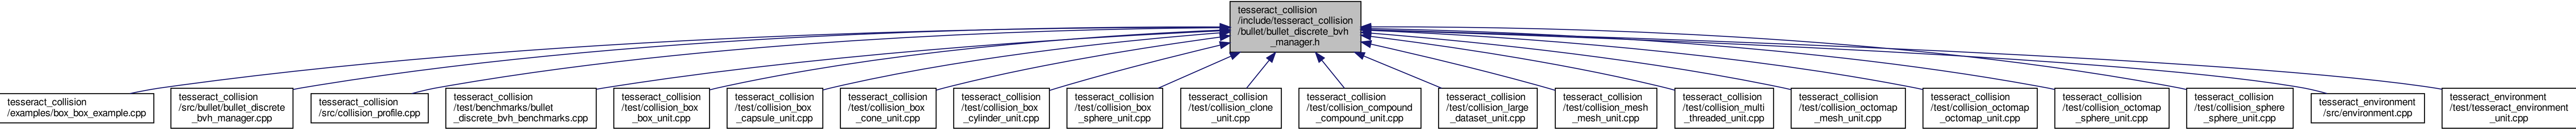 tesseract_collision
/include/tesseract_collision
/bullet/bullet_discrete_bvh
_manager.h
tesseract_collision
/examples/box_box_example.cpp
tesseract_collision
/src/bullet/bullet_discrete
_bvh_manager.cpp
tesseract_collision
/src/collision_profile.cpp
tesseract_collision
/test/benchmarks/bullet
_discrete_bvh_benchmarks.cpp
tesseract_collision
/test/collision_box
_box_unit.cpp
tesseract_collision
/test/collision_box
_capsule_unit.cpp
tesseract_collision
/test/collision_box
_cone_unit.cpp
tesseract_collision
/test/collision_box
_cylinder_unit.cpp
tesseract_collision
/test/collision_box
_sphere_unit.cpp
tesseract_collision
/test/collision_clone
_unit.cpp
tesseract_collision
/test/collision_compound
_compound_unit.cpp
tesseract_collision
/test/collision_large
_dataset_unit.cpp
tesseract_collision
/test/collision_mesh
_mesh_unit.cpp
tesseract_collision
/test/collision_multi
_threaded_unit.cpp
tesseract_collision
/test/collision_octomap
_mesh_unit.cpp
tesseract_collision
/test/collision_octomap
_octomap_unit.cpp
tesseract_collision
/test/collision_octomap
_sphere_unit.cpp
tesseract_collision
/test/collision_sphere
_sphere_unit.cpp
tesseract_environment
/src/environment.cpp
tesseract_environment
/test/tesseract_environment
_unit.cpp